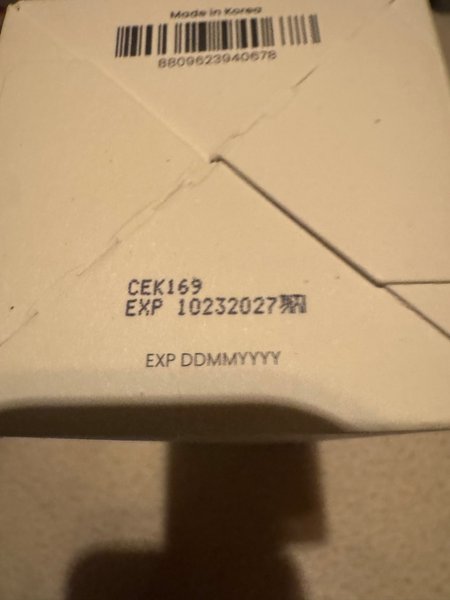 Made in Korea
8809623940678
CEK169
EXP 10232027
EXP DDMMYYYY